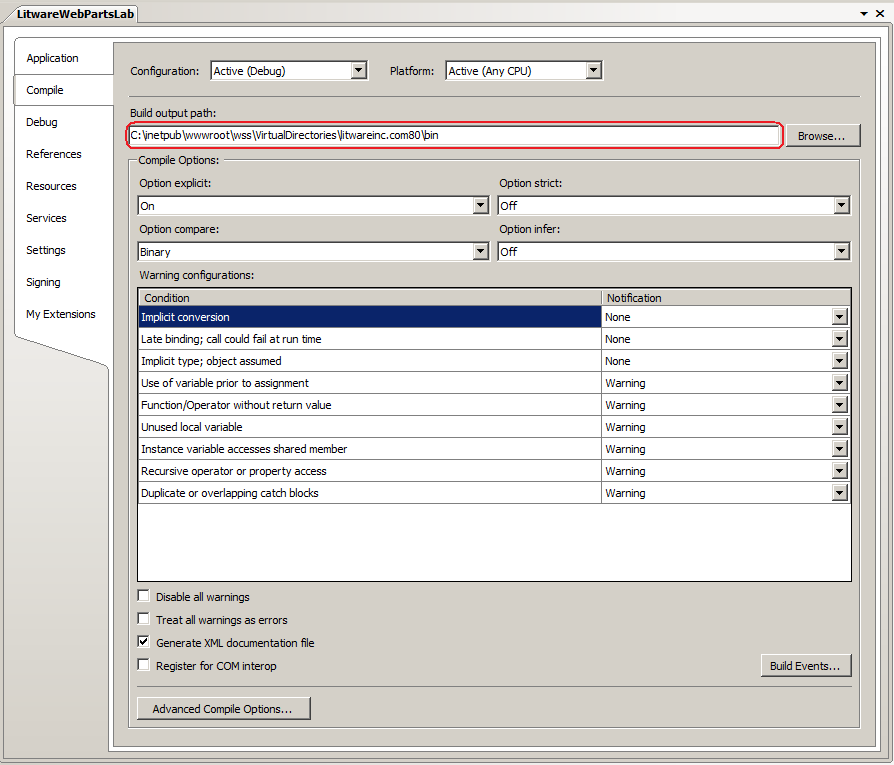 LitwareWebPartsLab
Application
Compile
Debug
References
Resources
Services
Settings
Signing
My Extensions
Configuration: Active (Debug) Platform: Active (Any CPU)
Build output path:
C:\inetpub\wwwroot\wss\VirtualDirectories\litwareinc.com80\bin Browse...
Compile Options:
Option explicit: Option strict:
On Off
Option compare: Option infer:
Binary Off
Warning configurations:
Condition Notification
Implicit conversion None
Late binding; call could fail at run time None
Implicit type; object assumed None
Use of variable prior to assignment Warning
Function/Operator without return value Warning
Unused local variable Warning
Instance variable accesses shared member Warning
Recursive operator or property access Warning
Duplicate or overlapping catch blocks Warning
Disable all warnings
Treat all warnings as errors
Generate XML documentation file
Register for COM interop Build Events...
Advanced Compile Options...